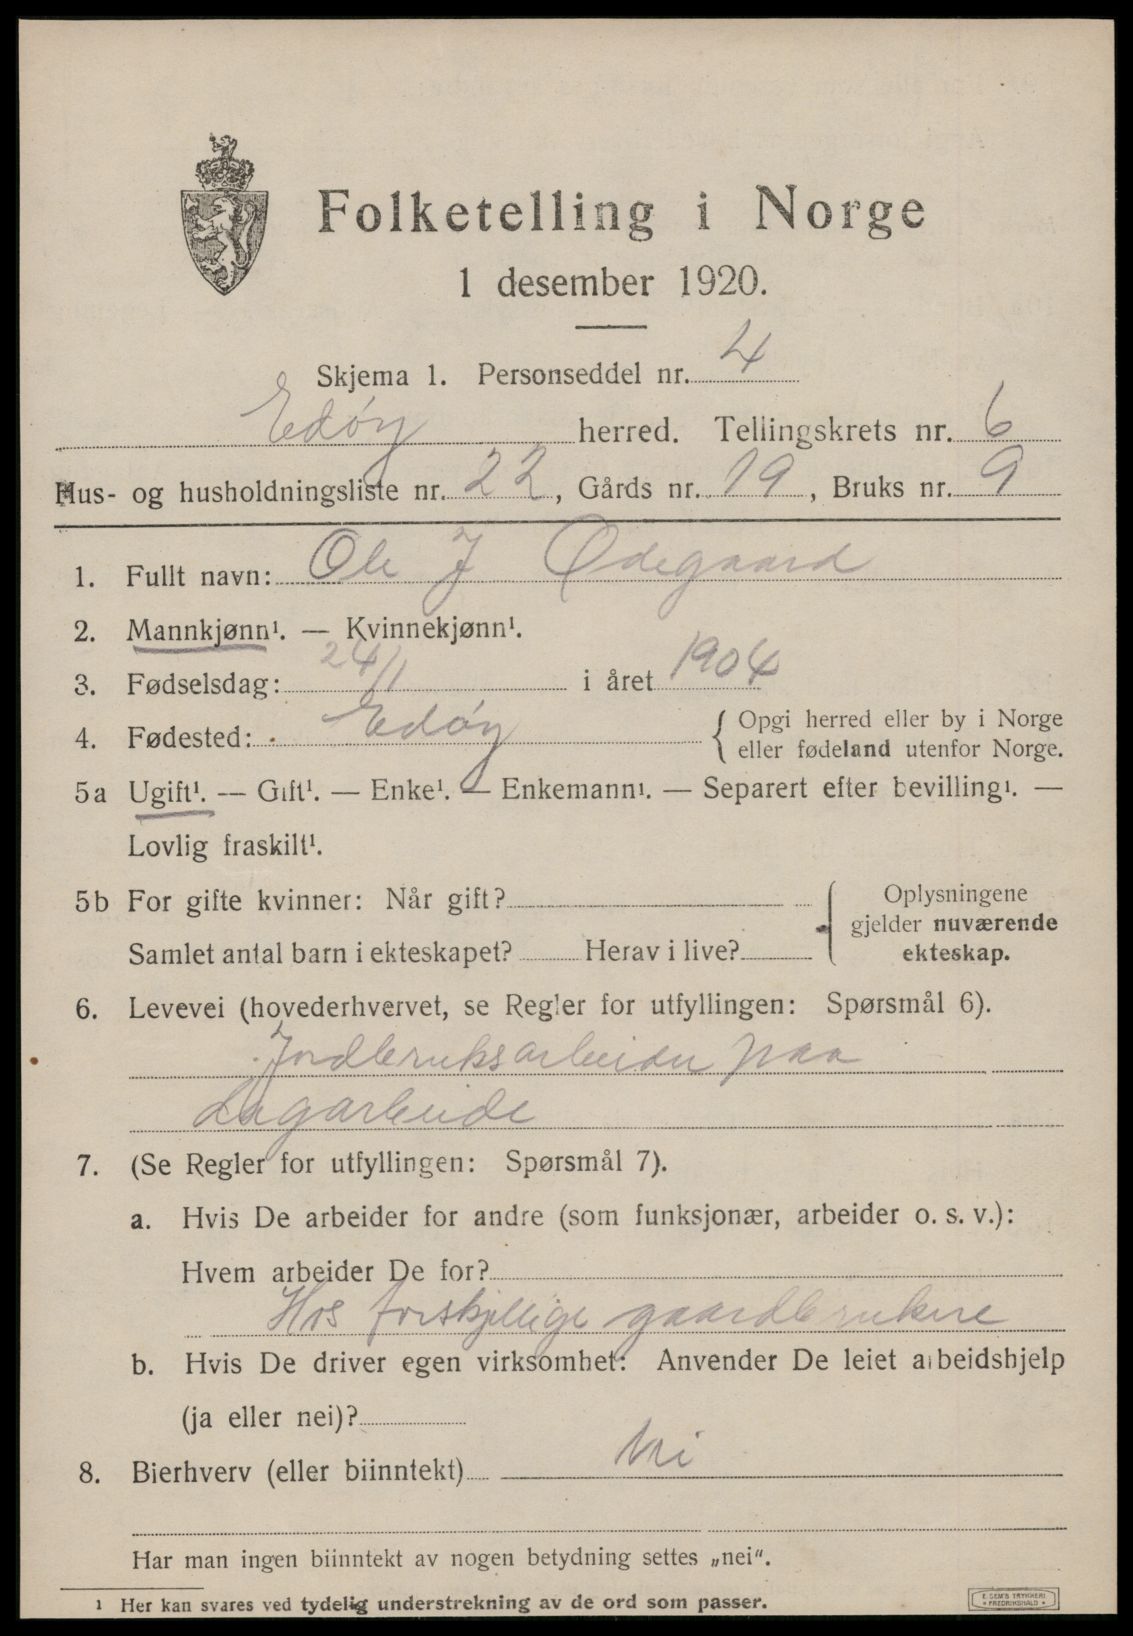 Folketelling i Norge
1 desember 1920.
Skjema 1. Personseddel nr. 4
Edøy herred. Tellingskrets nr. 6
Hus- og husholdningsliste nr. 22, Gårds nr. 19, Bruks nr. 9
1. Fullt navn: Ole J Ødegaard
2. Mannkjønn¹. — Kvinnekjønn¹.
3. Fødselsdag: 24/1 i året 1904
4. Fødested: Edøy { Opgi herred eller by i Norge
eller fødeland utenfor Norge.
5a Ugift¹. — Gift¹. — Enke¹. — Enkemann¹. — Separert efter bevilling¹. —
Lovlig fraskilt¹.
5b For gifte kvinner: Når gift? { Oplysningene
gjelder nuværende
Samlet antal barn i ekteskapet? Herav i live? ekteskap.
6. Levevei (hovederhvervet, se Regler for utfyllingen: Spørsmål 6).
Jordbruksarbeider paa
Dagarbeide
7. (Se Regler for utfyllingen: Spørsmål 7).
a. Hvis De arbeider for andre (som funksjonær, arbeider o. s. v.):
Hvem arbeider De for?
Hos forskjellige gaardbrukere
b. Hvis De driver egen virksomhet: Anvender De leiet arbeidshjelp
(ja eller nei)?
8. Bierhverv (eller biinntekt) Nei
Har man ingen biinntekt av nogen betydning settes „nei".
¹ Her kan svares ved tydelig understrekning av de ord som passer.
E. SEM'S TRYKKERI
• FREDRIKSHALD •